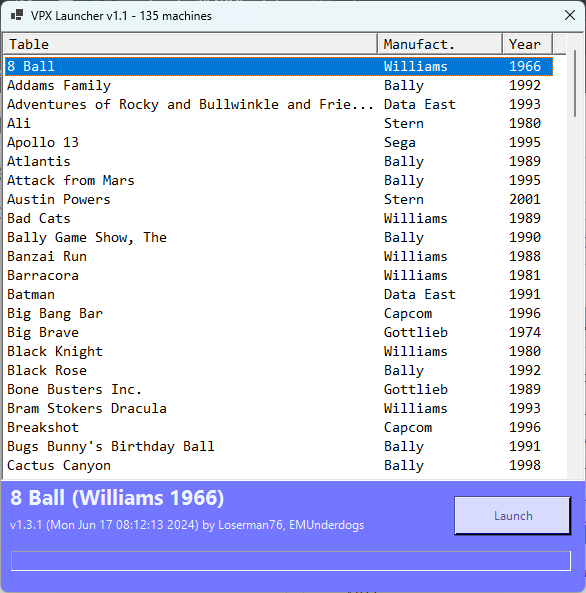 VPX Launcher v1.1 - 135 machines
Table Manufact. Year
8 Ball Williams 1966
Addams Family Bally 1992
Adventures of Rocky and Bullwinkle and Frie... Data East 1993
Ali Stern 1980
Apollo 13 Sega 1995
Atlantis Bally 1989
Attack from Mars Bally 1995
Austin Powers Stern 2001
Bad Cats Williams 1989
Bally Game Show, The Bally 1990
Banzai Run Williams 1988
Barracora Williams 1981
Batman Data East 1991
Big Bang Bar Capcom 1996
Big Brave Gottlieb 1974
Black Knight Williams 1980
Black Rose Bally 1992
Bone Busters Inc. Gottlieb 1989
Bram Stokers Dracula Williams 1993
Breakshot Capcom 1996
Bugs Bunny's Birthday Ball Bally 1991
Cactus Canyon Bally 1998
8 Ball (Williams 1966)
v1.3.1 (Mon Jun 17 08:12:13 2024) by Loserman76, EMUnderdogs
Launch